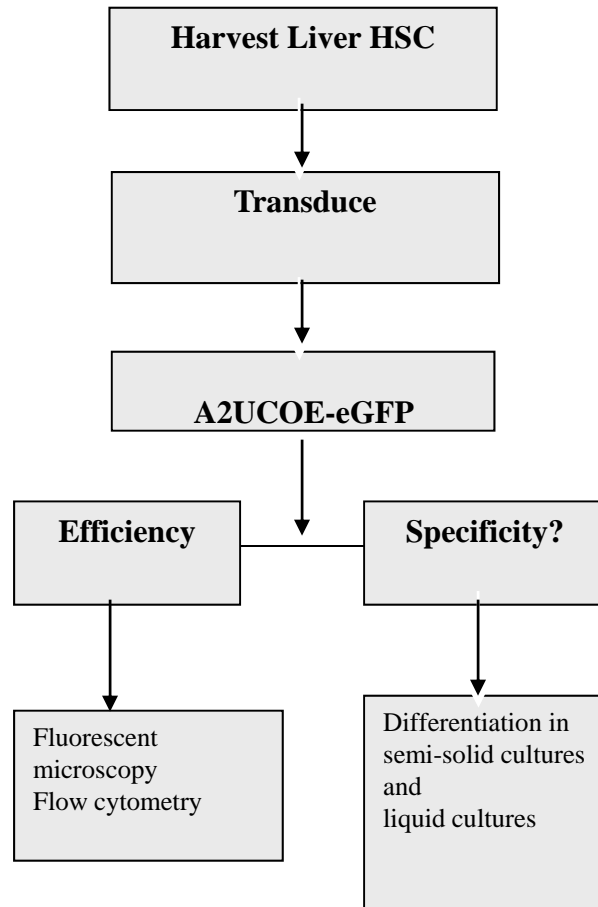 Harvest Liver HSC
Transduce
A2UCOE-eGFP
Efficiency
Specificity?
Fluorescent
microscopy
Flow cytometry
Differentiation in
semi-solid cultures
and
liquid cultures